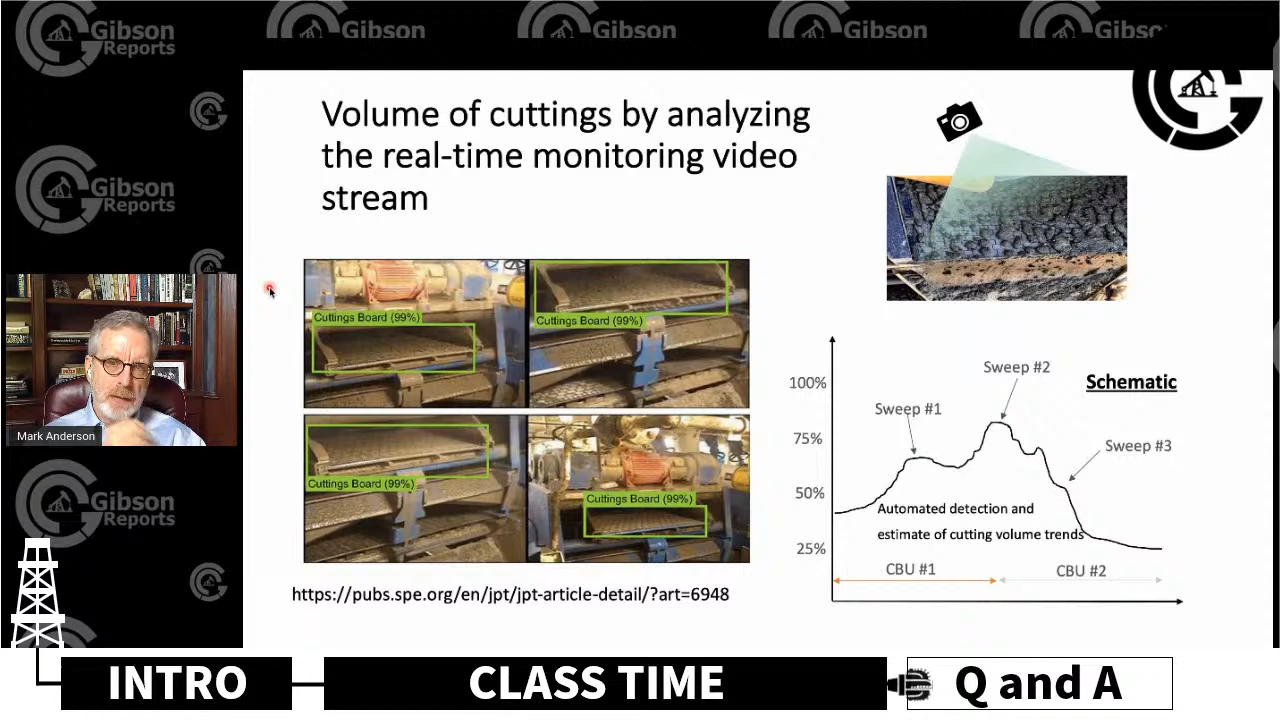 Gibson
Reports
Gibson
Gibson
Gibson
Gibson
Reports
Gibson
Reports
Volume of cuttings by analyzing
the real-time monitoring video
stream
Cuttings Board (99%)
Cuttings Board (99%)
Cuttings Board (99%)
Cuttings Board (99%)
https://pubs.spe.org/en/jpt/jpt-article-detail/?art=6948
Schematic
100%
75%
50%
25%
Sweep #1
Sweep #2
Sweep #3
Automated detection and
estimate of cutting volume trends
CBU #1
CBU #2
Mark Anderson
INTRO
CLASS TIME
Q and A